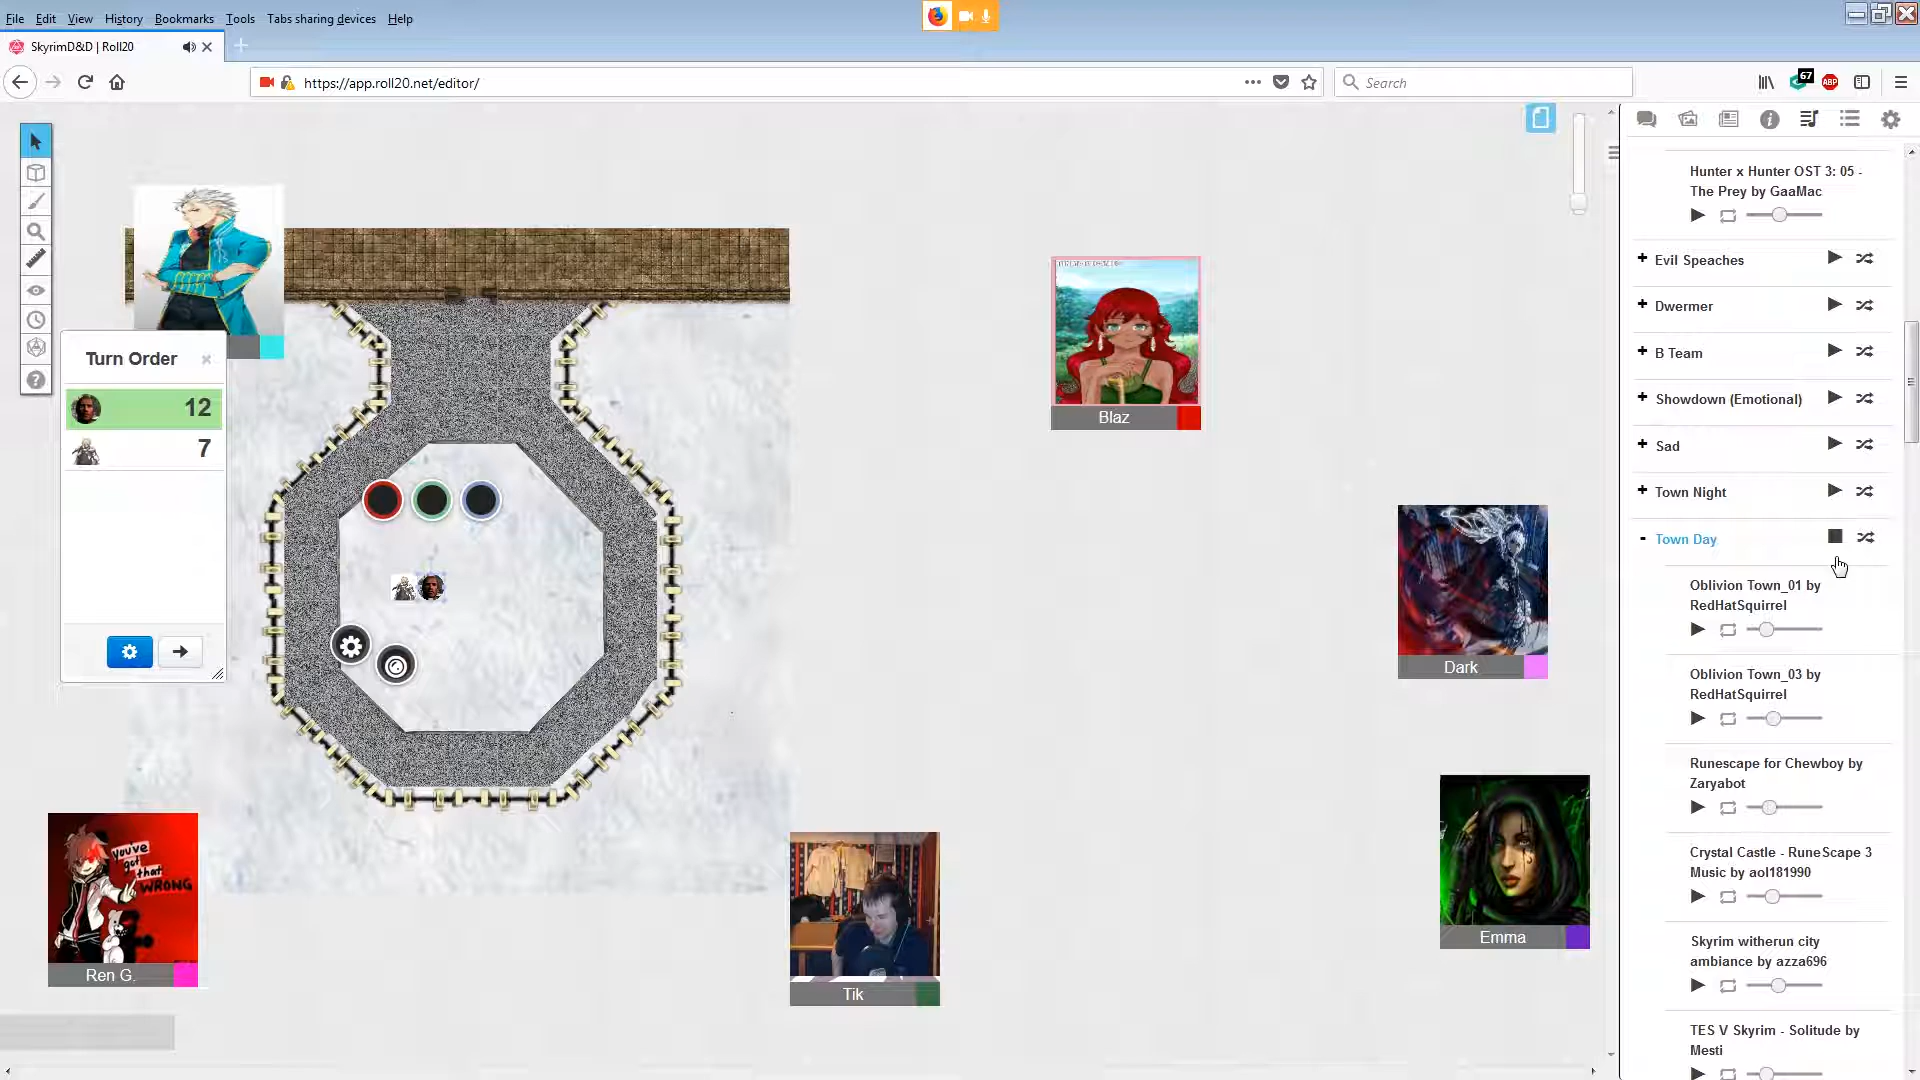 File Edit View History Bookmarks Tools Tabs sharing devices Help
SkyrimD&D | Roll20
https://app.roll20.net/editor/
Search
67
ABP
Turn Order
12
7
you've
got
that
WRONG
Ren G.
Tik
Blaz
Dark
Emma
Hunter x Hunter OST 3: 05 -
The Prey by GaaMac
Evil Speaches
Dwermer
B Team
Showdown (Emotional)
Sad
Town Night
Town Day
Oblivion Town_01 by
RedHatSquirrel
Oblivion Town_03 by
RedHatSquirrel
Runescape for Chewboy by
Zaryabot
Crystal Castle - RuneScape 3
Music by aol181990
Skyrim witherun city
ambiance by azza696
TES V Skyrim - Solitude by
Mesti